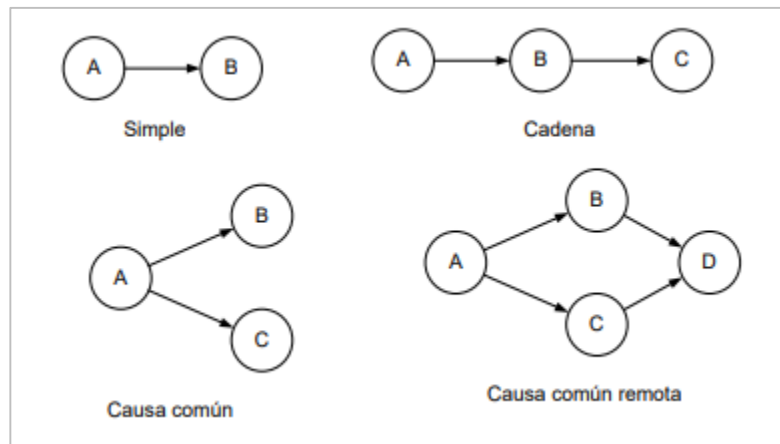 A B
Simple
A B C
Cadena
A B C
Causa común
A B C D
Causa común remota